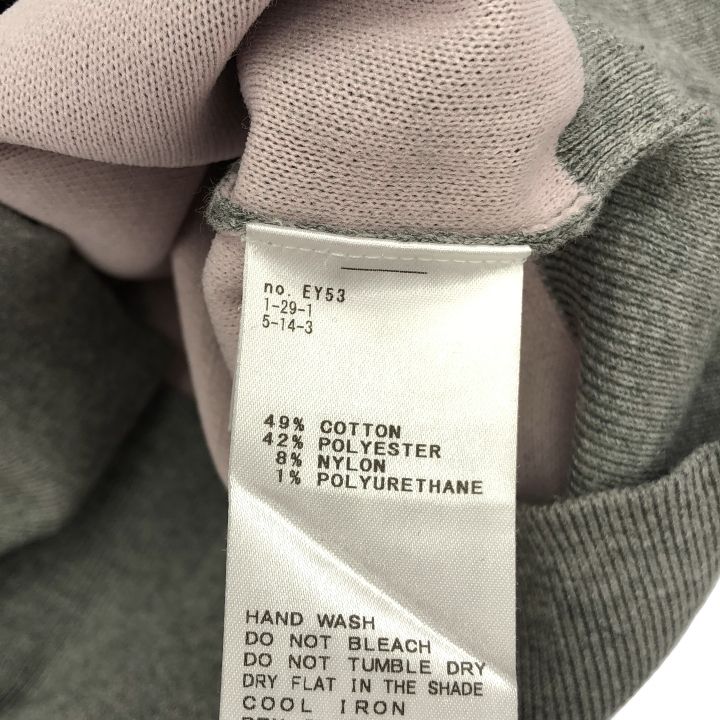 no. EY53
1-29-1
5-14-3
49% COTTON
42% POLYESTER
8% NYLON
1% POLYURETHANE
HAND WASH
DO NOT BLEACH
DO NOT TUMBLE DRY
DRY FLAT IN THE SHADE
COOL IRON